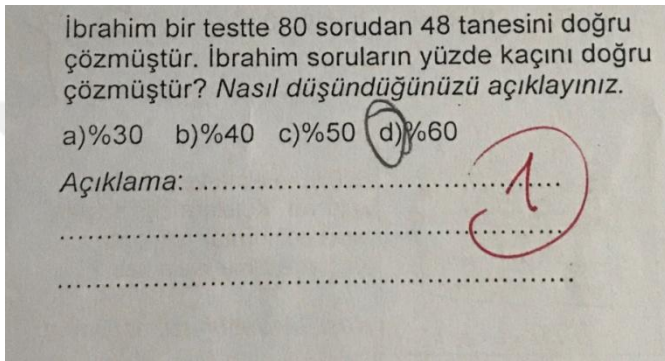 İbrahim bir testte 80 sorudan 48 tanesini doğru
çözmüştür. İbrahim soruların yüzde kaçını doğru
çözmüştür? Nasıl düşündüğünüzü açıklayınız.
a)%30 b)%40 c)%50 d)%60
Açıklama: ......................................................
1
......................................................................
......................................................................